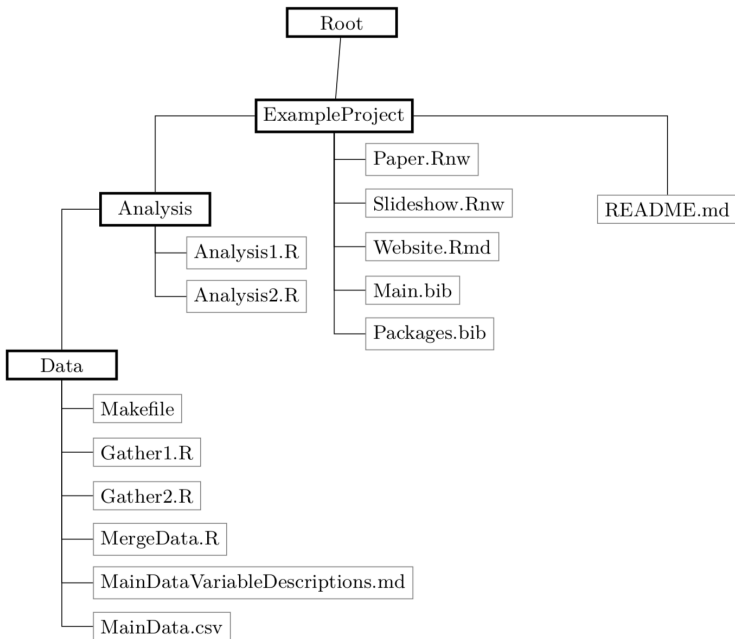 Root
ExampleProject
Paper.Rnw
Slideshow.Rnw
README.md
Analysis
Website.Rmd
Analysis1.R
Main.bib
Analysis2.R
Packages.bib
Data
Makefile
Gather1.R
Gather2.R
MergeData.R
MainDataVariableDescriptions.md
MainData.csv